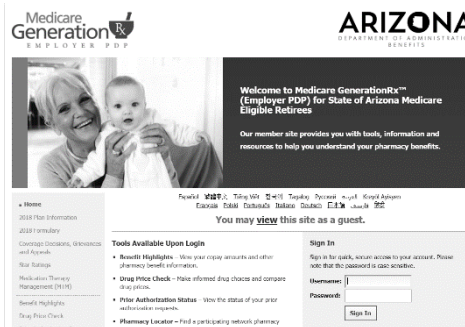 Medicare
GenerationRx
EMPLOYER PDP
ARIZONA
DEPARTMENT OF ADMINISTRATION
BENEFITS
Welcome to Medicare GenerationRx™
(Employer PDP) for State of Arizona Medicare
Eligible Retirees
Our member site provides you with tools, information and
resources to help you understand your pharmacy benefits.
Español Tiếng Việt Tagalog Русский Kreyòl Ayisyen
Français Polski Português Italiano Deutsch 日本語
You may view this site as a guest.
Home
2018 Plan Information
2018 Formulary
Coverage Decisions, Grievances
and Appeals
Star Ratings
Medication Therapy
Management (MTM)
Benefit Highlights
Drug Price Check
Tools Available Upon Login
• Benefit Highlights – View your copay amounts and other
pharmacy benefit information.
• Drug Price Check – Make informed drug choices and compare
drug prices.
• Prior Authorization Status – View the status of your prior
authorization requests.
• Pharmacy Locator – Find a participating network pharmacy
Sign In
Sign in for quick, secure access to your account. Please
note that the password is case sensitive.
Username:
Password:
Sign In